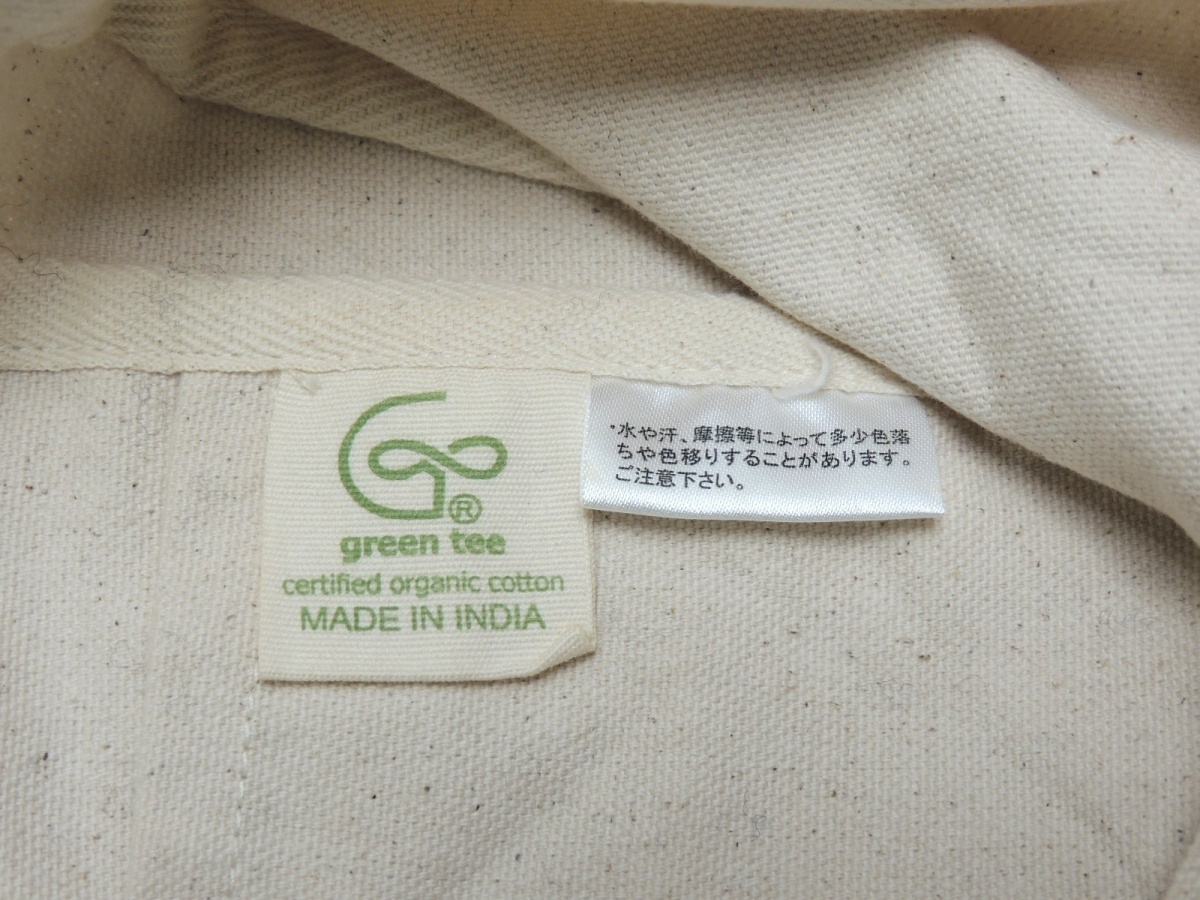 ®
green tee
certified organic cotton
MADE IN INDIA
・水や汗、摩擦等によって多少色落
ちや色移りすることがあります。
ご注意下さい。